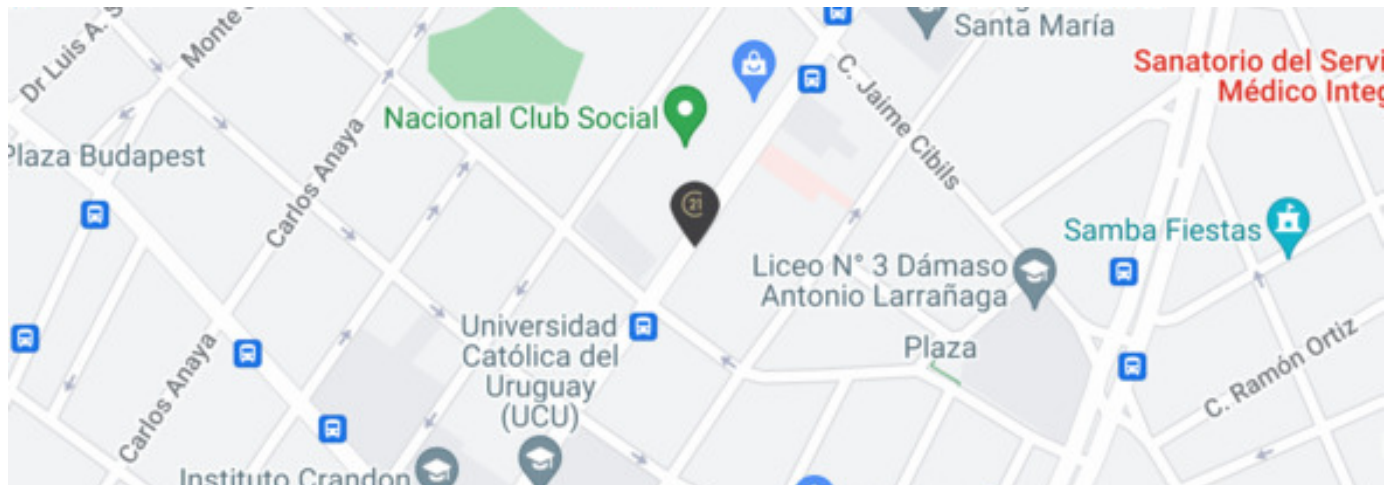 Dr Luis A. S
Monte
Santa María
Sanatorio del Servi
Médico Integ
C. Jaime Cibils
Nacional Club Social
Carlos Anaya
Plaza Budapest
21
Samba Fiestas
Liceo N° 3 Dámaso
Antonio Larrañaga
Universidad
Católica del
Uruguay
(UCU)
Plaza
C. Ramón Ortiz
Carlos Anaya
Instituto Crandon